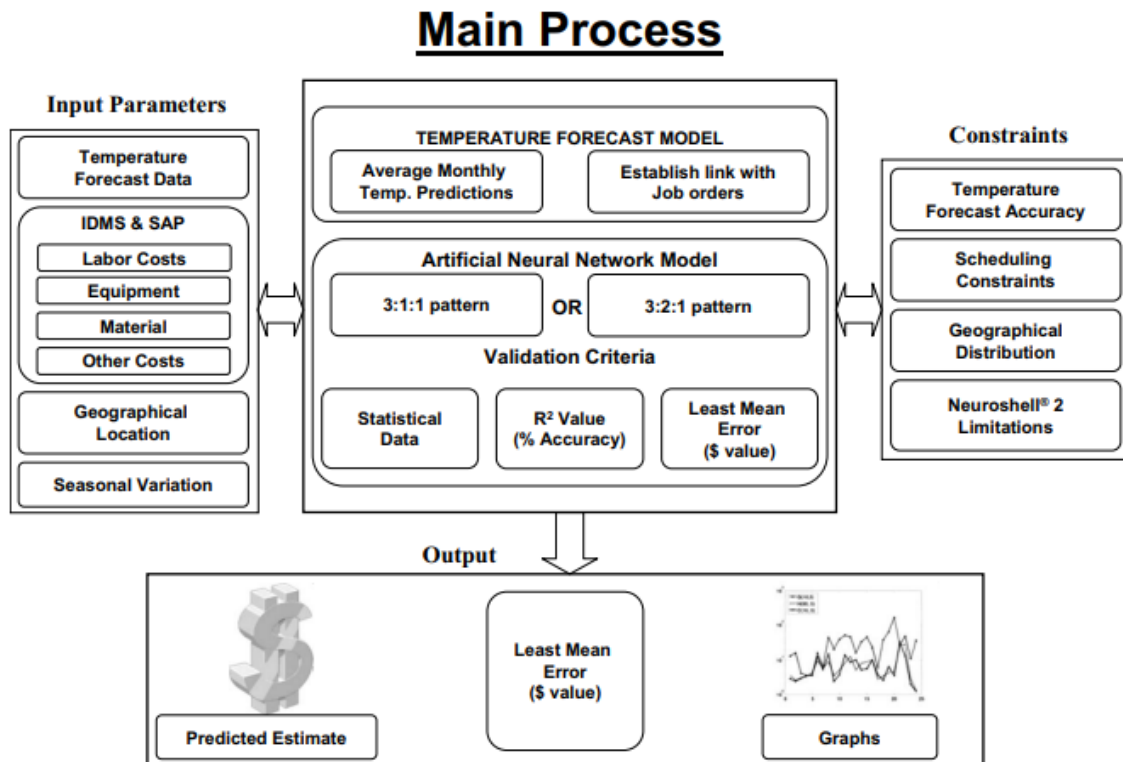 Main Process
Input Parameters
Temperature
Forecast Data
IDMS & SAP
Labor Costs
Equipment
Material
Other Costs
Geographical
Location
Seasonal Variation
TEMPERATURE FORECAST MODEL
Average Monthly
Temp. Predictions
Establish link with
Job orders
Artificial Neural Network Model
3:1:1 pattern
OR
3:2:1 pattern
Validation Criteria
Statistical
Data
R² Value
(% Accuracy)
Least Mean
Error
($ value)
Constraints
Temperature
Forecast Accuracy
Scheduling
Constraints
Geographical
Distribution
Neuroshell® 2
Limitations
Output
Predicted Estimate
Least Mean
Error
($ value)
Graphs